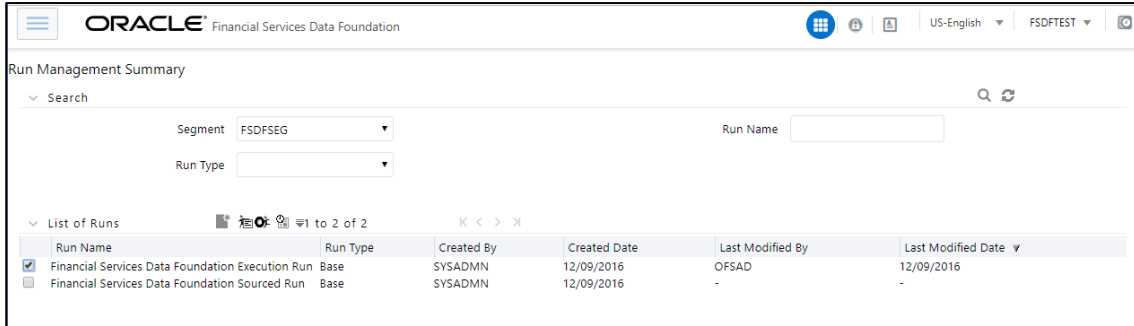 ORACLE® Financial Services Data Foundation
US-English
FSDFTEST
Run Management Summary
Search
Segment FSDFSEG
Run Name
Run Type
List of Runs 1 to 2 of 2
Run Name Run Type Created By Created Date Last Modified By Last Modified Date
Financial Services Data Foundation Execution Run Base SYSADMN 12/09/2016 OFSAD 12/09/2016
Financial Services Data Foundation Sourced Run Base SYSADMN 12/09/2016 - -